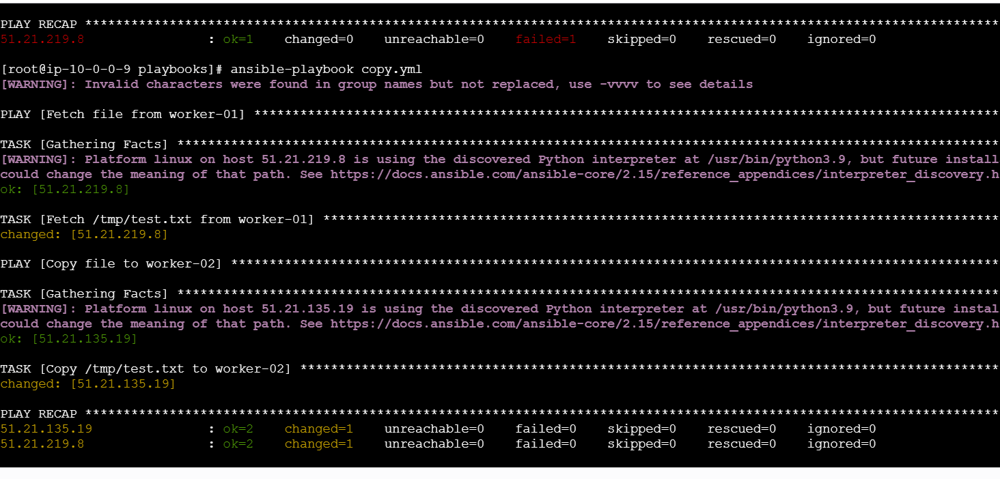 PLAY RECAP ***********************************************************************************************************************
51.21.219.8                : ok=1    changed=0    unreachable=0    failed=1    skipped=0    rescued=0    ignored=0
[root@ip-10-0-0-9 playbooks]# ansible-playbook copy.yml
[WARNING]: Invalid characters were found in group names but not replaced, use -vvvv to see details
PLAY [Fetch file from worker-01] *************************************************************************************************
TASK [Gathering Facts] ***********************************************************************************************************
[WARNING]: Platform linux on host 51.21.219.8 is using the discovered Python interpreter at /usr/bin/python3.9, but future install
could change the meaning of that path. See https://docs.ansible.com/ansible-core/2.15/reference_appendices/interpreter_discovery.h
ok: [51.21.219.8]
TASK [Fetch /tmp/test.txt from worker-01] ****************************************************************************************
changed: [51.21.219.8]
PLAY [Copy file to worker-02] ****************************************************************************************************
TASK [Gathering Facts] ***********************************************************************************************************
[WARNING]: Platform linux on host 51.21.135.19 is using the discovered Python interpreter at /usr/bin/python3.9, but future instal
could change the meaning of that path. See https://docs.ansible.com/ansible-core/2.15/reference_appendices/interpreter_discovery.h
ok: [51.21.135.19]
TASK [Copy /tmp/test.txt to worker-02] *******************************************************************************************
changed: [51.21.135.19]
PLAY RECAP ***********************************************************************************************************************
51.21.135.19               : ok=2    changed=1    unreachable=0    failed=0    skipped=0    rescued=0    ignored=0
51.21.219.8                : ok=2    changed=1    unreachable=0    failed=0    skipped=0    rescued=0    ignored=0